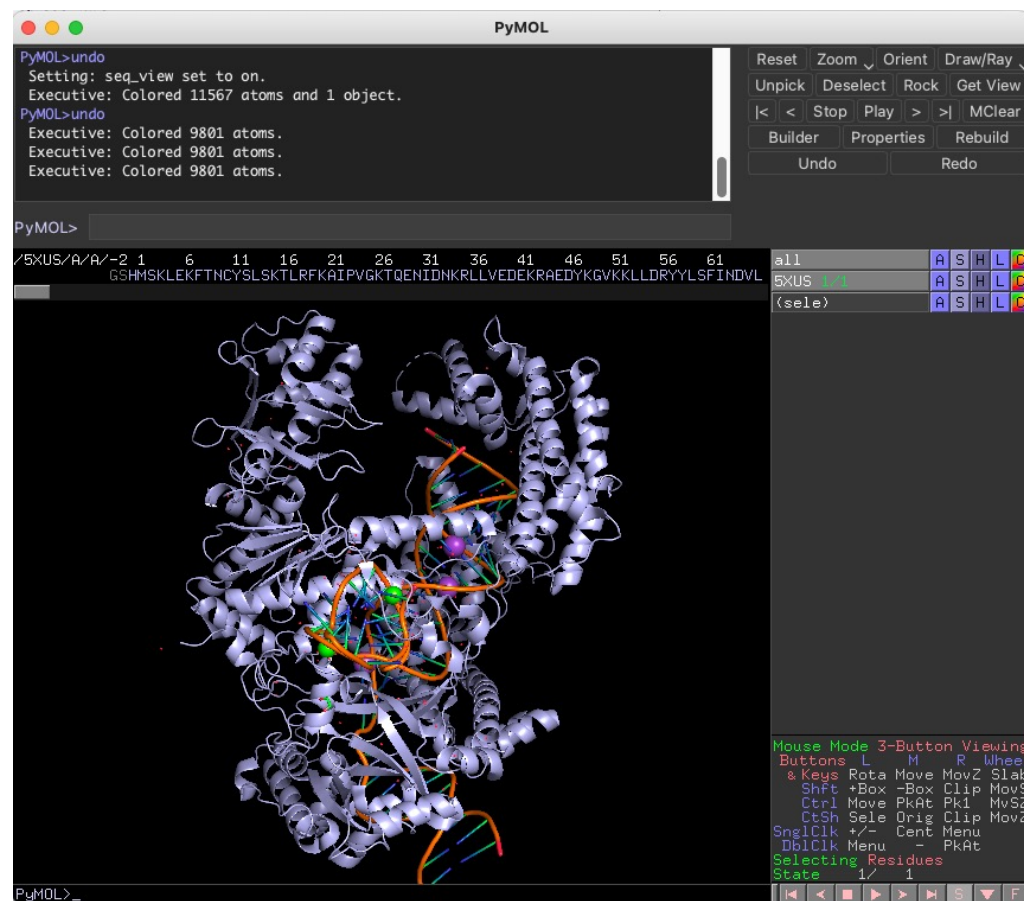 PyMOL
PyMOL>undo
Setting: seq_view set to on.
Executive: Colored 11567 atoms and 1 object.
PyMOL>undo
Executive: Colored 9801 atoms.
Executive: Colored 9801 atoms.
Executive: Colored 9801 atoms.
Reset Zoom Orient Draw/Ray
Unpick Deselect Rock Get View
|< < Stop Play > >| MClear
Builder Properties Rebuild
Undo Redo
PyMOL>
/5XUS/A/A/-2 1 6 11 16 21 26 31 36 41 46 51 56 61
GSHMSKLEKFTNCYSLSKTLRFKAIPVGKTQENIDNKRLLVEDEKRAEDYKGVKKLLDRYYLSFINDVL
all A S H L
5XUS 1/1 A S H L
(sele) A S H L
Mouse Mode 3-Button Viewing
Buttons L M R Whee
& Keys Rota Move MovZ Slab
Shft +Box -Box Clip MovS
Ctrl Move PkAt Pk1 MvSZ
CtSh Sele Orig Clip MovZ
SnglClk +/- Cent Menu
DblClk Menu - PkAt
Selecting Residues
State 1/ 1
PyMOL>_
S F